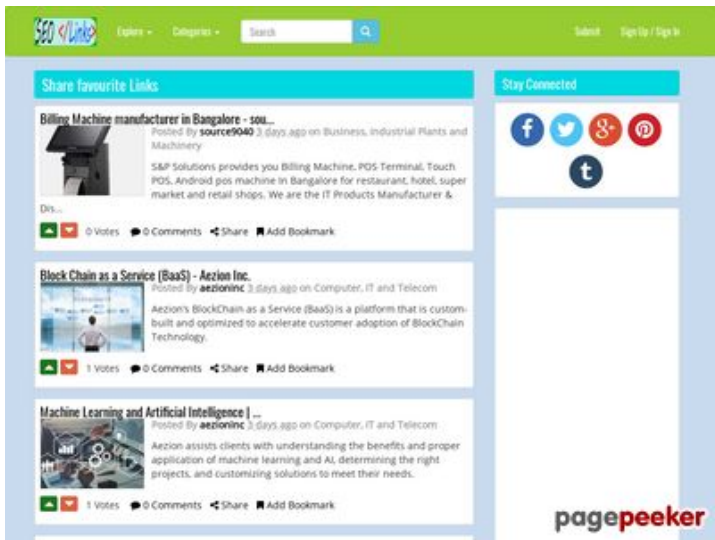 SEO </Links>
Explore
Categories
Search
Submit
Sign Up / Sign In
Share favourite Links
Billing Machine manufacturer in Bangalore - sou...
Posted By source9040 3 days ago on Business, Industrial Plants and
Machinery
S&P Solutions provides you Billing Machine, POS Terminal, Touch
POS, Android pos machine in Bangalore for restaurant, hotel, super
market and retail shops. We are the IT Products Manufacturer &
Dis...
0 Votes 0 Comments Share Add Bookmark
Block Chain as a Service (BaaS) - Aezion Inc.
Posted By aezioninc 3 days ago on Computer, IT and Telecom
Aezion's BlockChain as a Service (BaaS) is a platform that is custom-
built and optimized to accelerate customer adoption of BlockChain
Technology.
1 Votes 0 Comments Share Add Bookmark
Machine Learning and Artificial Intelligence | ...
Posted By aezioninc 3 days ago on Computer, IT and Telecom
Aezion assists clients with understanding the benefits and proper
application of machine learning and AI, determining the right
projects, and customizing solutions to meet their needs.
1 Votes 0 Comments Share Add Bookmark
Stay Connected
pagepeeker